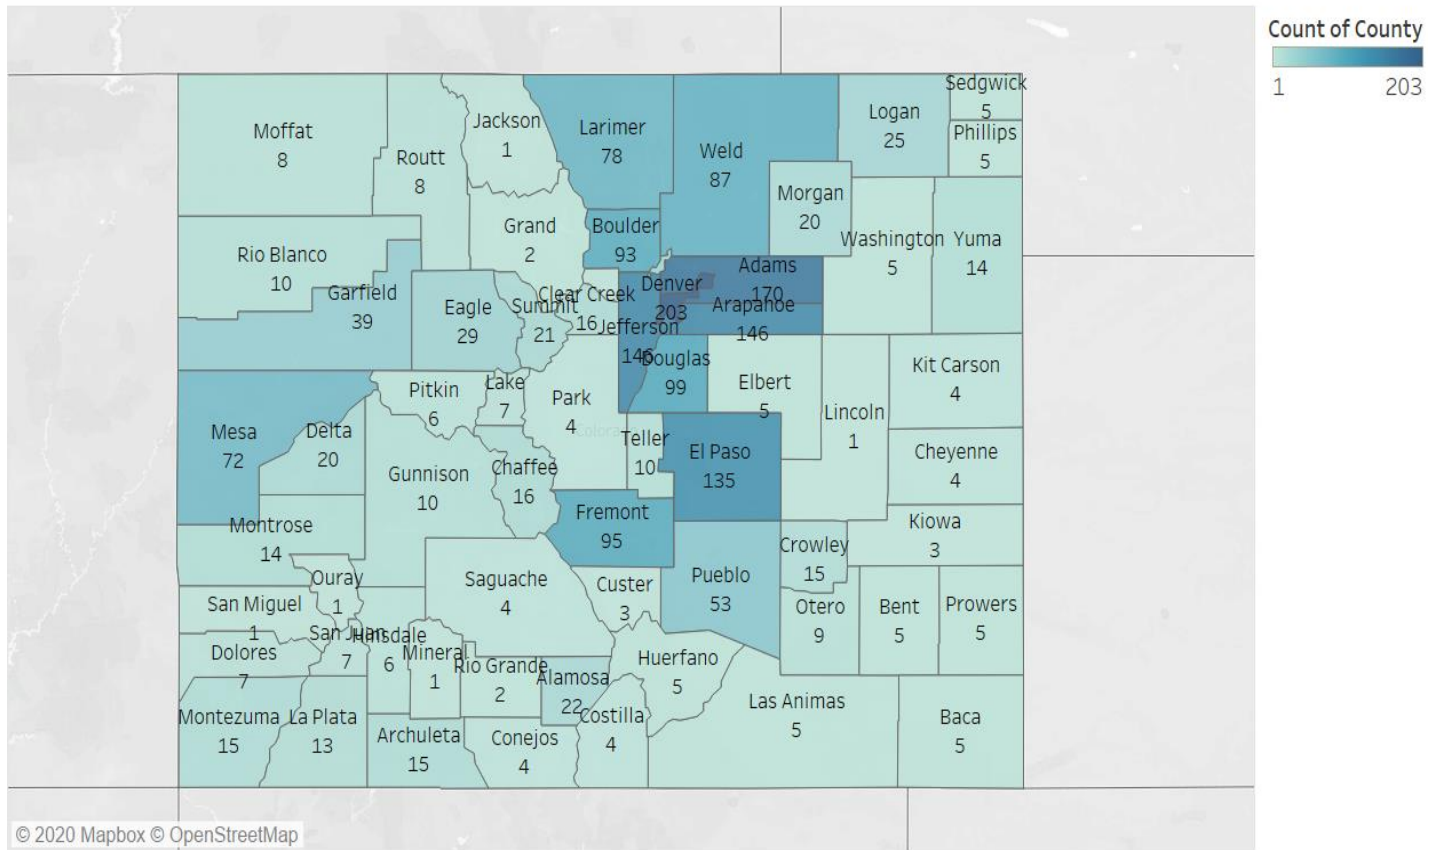 Count of County
1 203
Moffat
8
Routt
8
Jackson
1
Larimer
78
Weld
87
Logan
25
Sedgwick
5
Phillips
5
Morgan
20
Washington
5
Yuma
14
Rio Blanco
10
Grand
2
Boulder
93
Garfield
39
Eagle
29
Summit
21
Clear Creek
16
Jefferson
146
Denver
203
Adams
170
Arapahoe
146
Douglas
99
Elbert
5
Lincoln
1
Kit Carson
4
Cheyenne
4
Mesa
72
Delta
20
Pitkin
6
Lake
7
Park
4
Colorado
Teller
10
El Paso
135
Gunnison
10
Chaffee
16
Fremont
95
Kiowa
3
Montrose
14
Ouray
1
San Miguel
1
San Juan
7
Hinsdale
6
Dolores
7
Saguache
4
Custer
3
Pueblo
53
Crowley
15
Otero
9
Bent
5
Prowers
5
Mineral
1
Rio Grande
2
Alamosa
22
Huerfano
5
Montezuma
15
La Plata
13
Archuleta
15
Conejos
4
Costilla
4
Las Animas
5
Baca
5
© 2020 Mapbox © OpenStreetMap